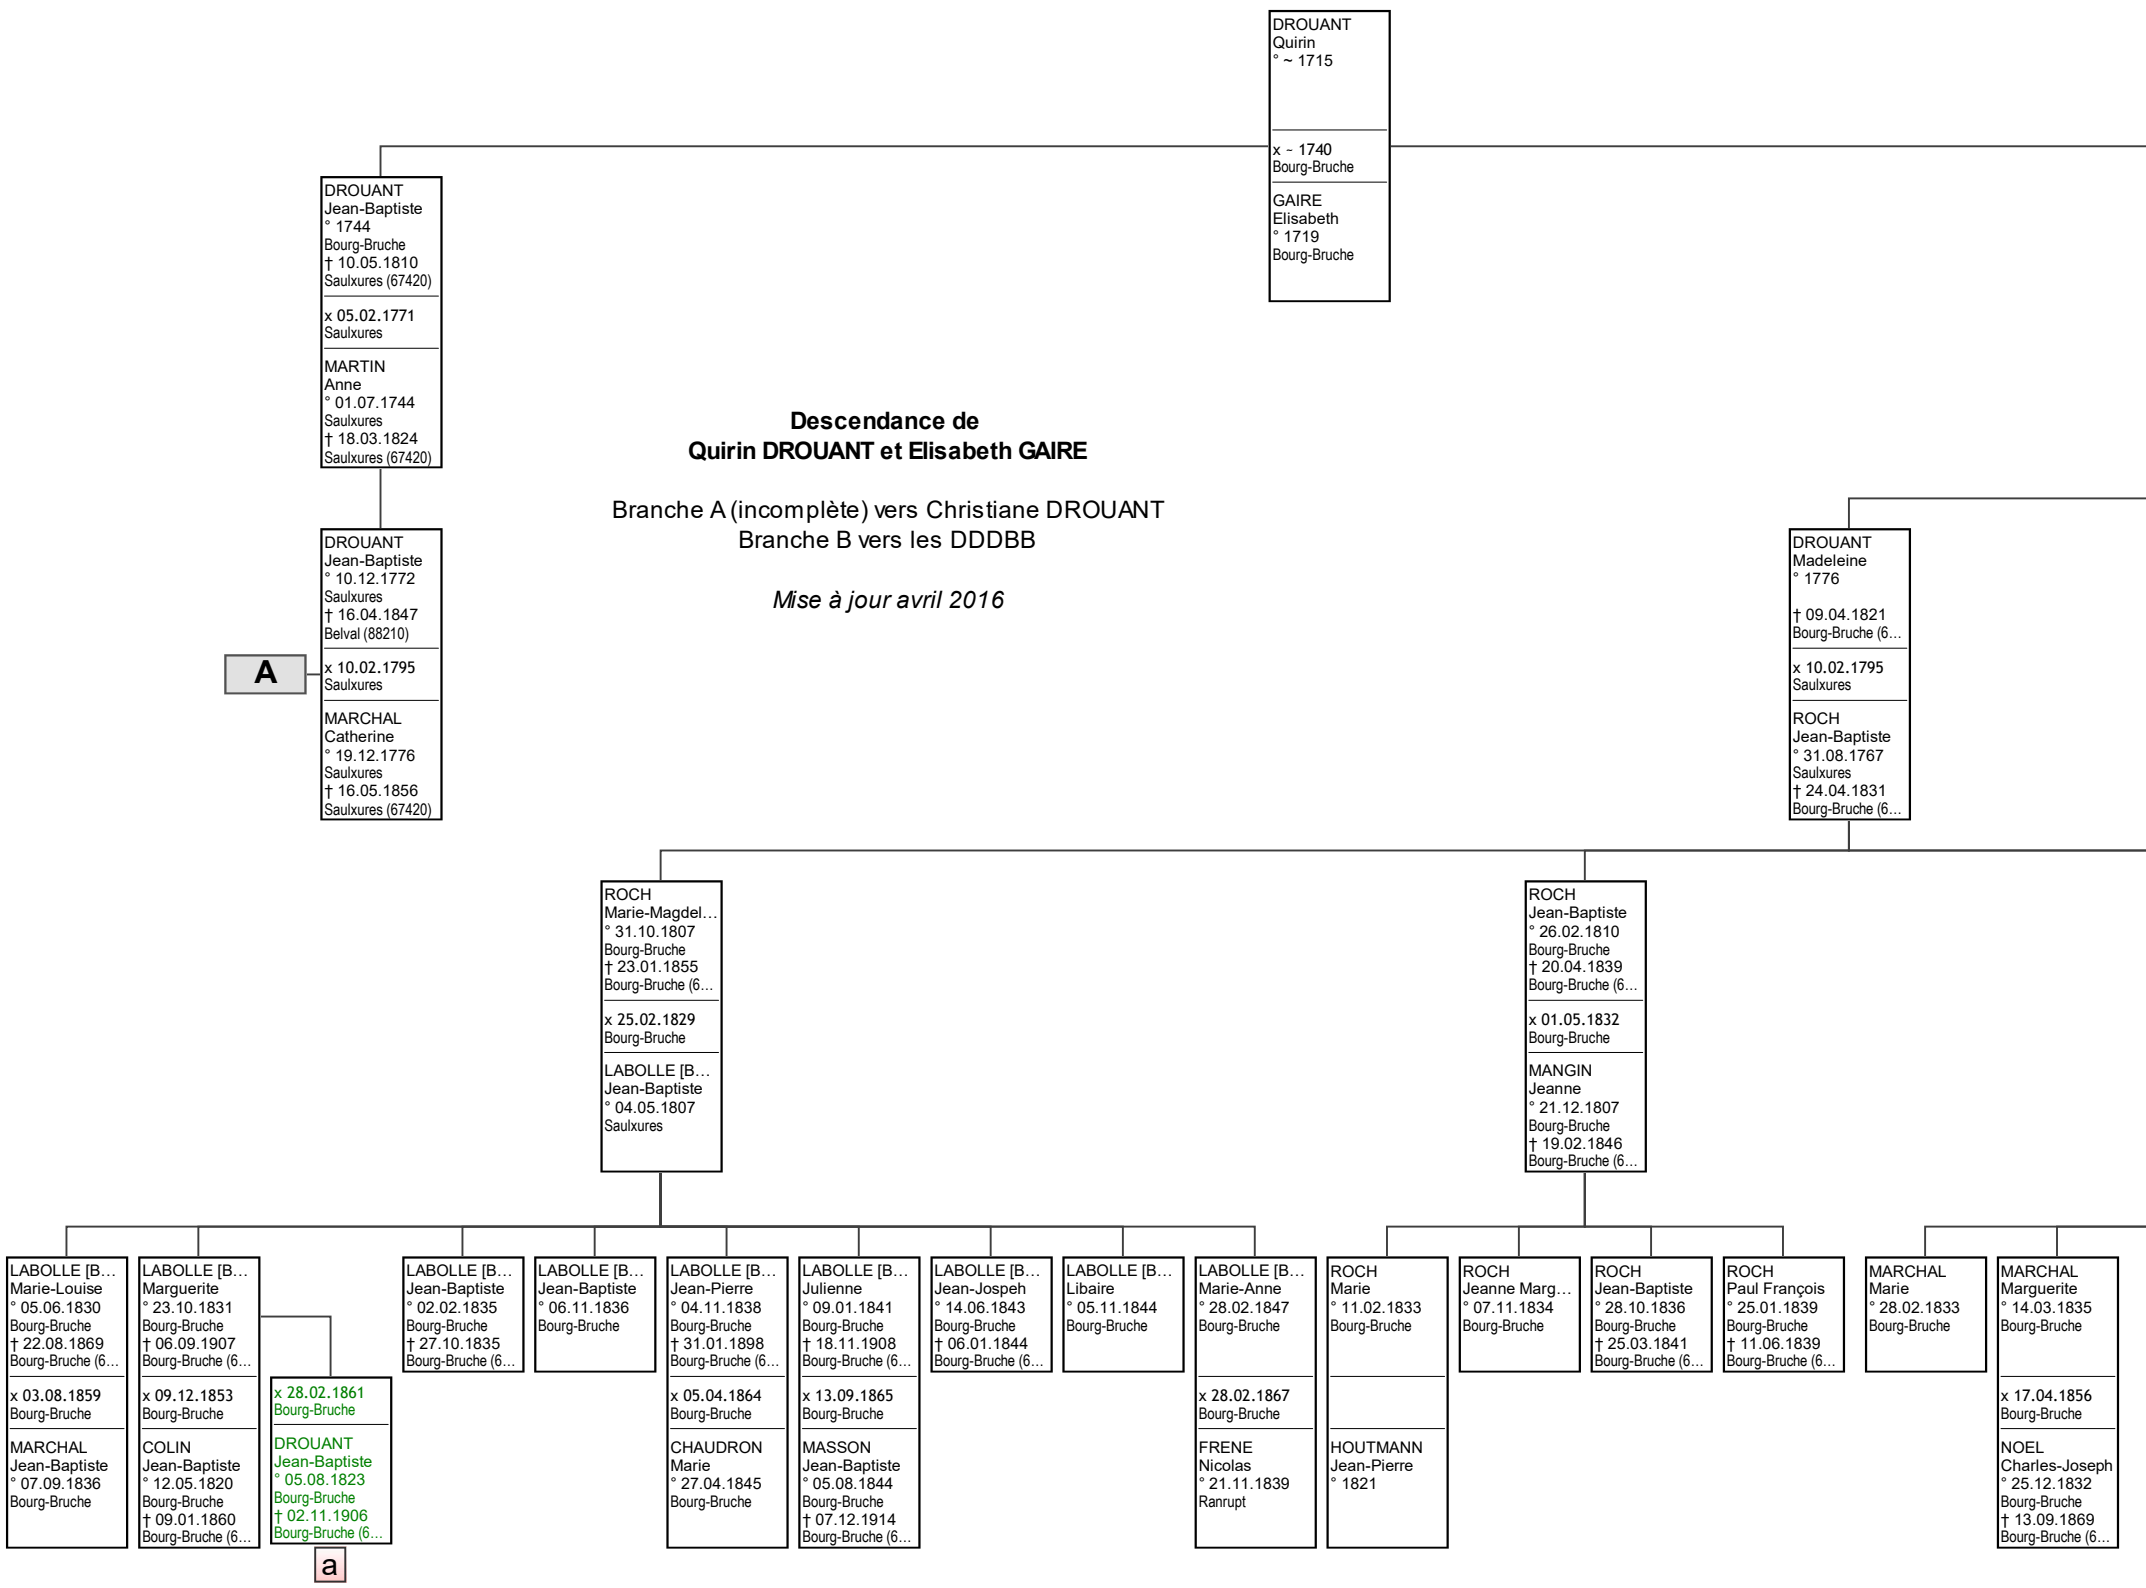 DROUANT
Quirin
° ~ 1715
x ~ 1740
Bourg-Bruche
GAIRE
Elisabeth
° 1719
Bourg-Bruche
DROUANT
Jean-Baptiste
° 1744
Bourg-Bruche
† 10.05.1810
Saulxures (67420)
x 05.02.1771
Saulxures
MARTIN
Anne
° 01.07.1744
Saulxures
† 18.03.1824
Saulxures (67420)
Descendance de
Quirin DROUANT et Elisabeth GAIRE
Branche A (incomplète) vers Christiane DROUANT
Branche B vers les DDDBB
Mise à jour avril 2016
DROUANT
Jean-Baptiste
° 10.12.1772
Saulxures
† 16.04.1847
Belval (88210)
x 10.02.1795
Saulxures
MARCHAL
Catherine
° 19.12.1776
Saulxures
† 16.05.1856
Saulxures (67420)
A
DROUANT
Madeleine
° 1776
† 09.04.1821
Bourg-Bruche (6...
x 10.02.1795
Saulxures
ROCH
Jean-Baptiste
° 31.08.1767
Saulxures
† 24.04.1831
Bourg-Bruche (6...
ROCH
Marie-Magdel...
° 31.10.1807
Bourg-Bruche
† 23.01.1855
Bourg-Bruche (6...
x 25.02.1829
Bourg-Bruche
LABOLLE [B...
Jean-Baptiste
° 04.05.1807
Saulxures
ROCH
Jean-Baptiste
° 26.02.1810
Bourg-Bruche
† 20.04.1839
Bourg-Bruche (6...
x 01.05.1832
Bourg-Bruche
MANGIN
Jeanne
° 21.12.1807
Bourg-Bruche
† 19.02.1846
Bourg-Bruche (6...
LABOLLE [B...
Marie-Louise
° 05.06.1830
Bourg-Bruche
† 22.08.1869
Bourg-Bruche (6...
x 03.08.1859
Bourg-Bruche
MARCHAL
Jean-Baptiste
° 07.09.1836
Bourg-Bruche
LABOLLE [B...
Marguerite
° 23.10.1831
Bourg-Bruche
† 06.09.1907
Bourg-Bruche (6...
x 09.12.1853
Bourg-Bruche
COLIN
Jean-Baptiste
° 12.05.1820
Bourg-Bruche
† 09.01.1860
Bourg-Bruche (6...
x 28.02.1861
Bourg-Bruche
DROUANT
Jean-Baptiste
° 05.08.1823
Bourg-Bruche
† 02.11.1906
Bourg-Bruche (6...
a
LABOLLE [B...
Jean-Baptiste
° 02.02.1835
Bourg-Bruche
† 27.10.1835
Bourg-Bruche (6...
LABOLLE [B...
Jean-Baptiste
° 06.11.1836
Bourg-Bruche
LABOLLE [B...
Jean-Pierre
° 04.11.1838
Bourg-Bruche
† 31.01.1898
Bourg-Bruche (6...
x 05.04.1864
Bourg-Bruche
CHAUDRON
Marie
° 27.04.1845
Bourg-Bruche
LABOLLE [B...
Julienne
° 09.01.1841
Bourg-Bruche
† 18.11.1908
Bourg-Bruche (6...
x 13.09.1865
Bourg-Bruche
MASSON
Jean-Baptiste
° 05.08.1844
Bourg-Bruche
† 07.12.1914
Bourg-Bruche (6...
LABOLLE [B...
Jean-Jospeh
° 14.06.1843
Bourg-Bruche
† 06.01.1844
Bourg-Bruche (6...
LABOLLE [B...
Libaire
° 05.11.1844
Bourg-Bruche
LABOLLE [B...
Marie-Anne
° 28.02.1847
Bourg-Bruche
x 28.02.1867
Bourg-Bruche
FRENE
Nicolas
° 21.11.1839
Ranrupt
ROCH
Marie
° 11.02.1833
Bourg-Bruche
HOUTMANN
Jean-Pierre
° 1821
ROCH
Jeanne Marg...
° 07.11.1834
Bourg-Bruche
ROCH
Jean-Baptiste
° 28.10.1836
Bourg-Bruche
† 25.03.1841
Bourg-Bruche (6...
ROCH
Paul François
° 25.01.1839
Bourg-Bruche
† 11.06.1839
Bourg-Bruche (6...
MARCHAL
Marie
° 28.02.1833
Bourg-Bruche
MARCHAL
Marguerite
° 14.03.1835
Bourg-Bruche
x 17.04.1856
Bourg-Bruche
NOEL
Charles-Joseph
° 25.12.1832
Bourg-Bruche
† 13.09.1869
Bourg-Bruche (6...